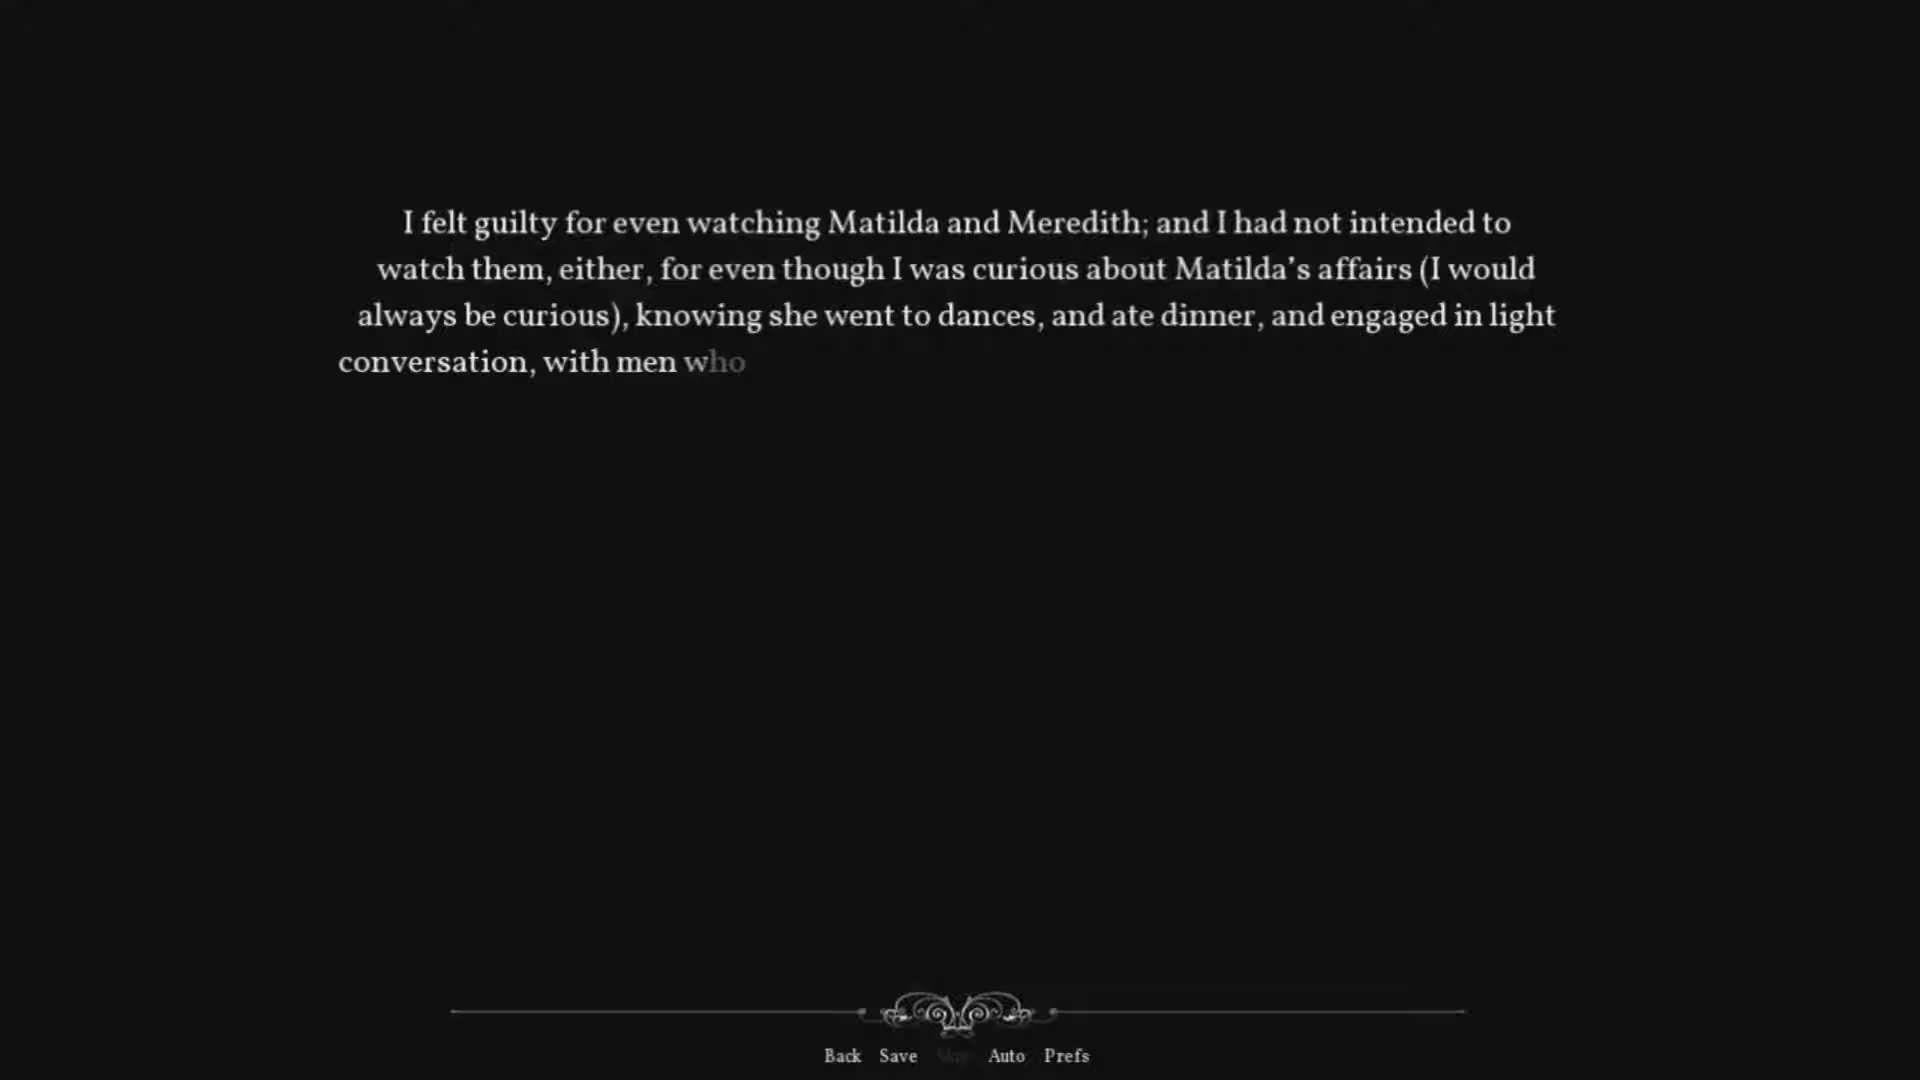 I felt guilty for even watching Matilda and Meredith; and I had not intended to
watch them, either, for even though I was curious about Matilda’s affairs (I would
always be curious), knowing she went to dances, and ate dinner, and engaged in light
conversation, with men who
Back Save Auto Prefs